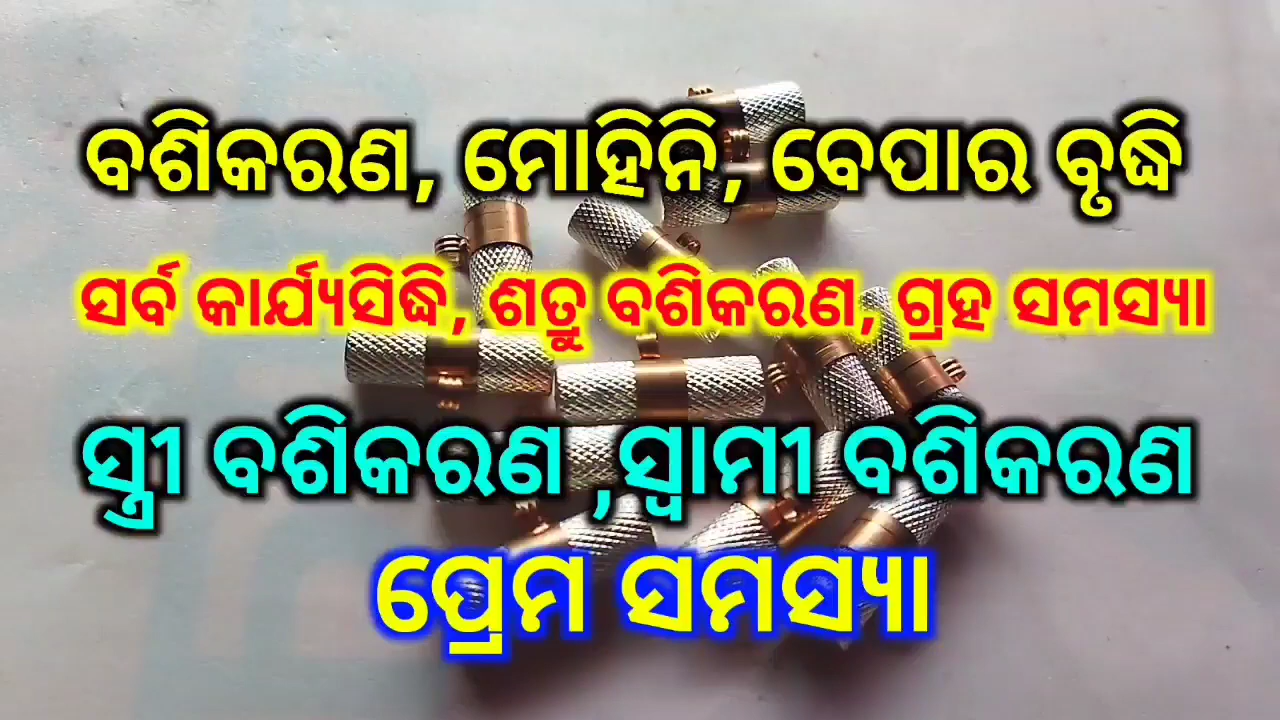 ବଶିକରଣ, ମୋହିନି, ବେପାର ବୃଦ୍ଧି
ସର୍ବ କାର୍ଯ୍ୟସିଦ୍ଧି, ଶତ୍ରୁ ବଶିକରଣ, ଗ୍ରହ ସମସ୍ୟା
ସ୍ତ୍ରୀ ବଶିକରଣ ,ସ୍ୱାମୀ ବଶିକରଣ
ପ୍ରେମ ସମସ୍ୟା